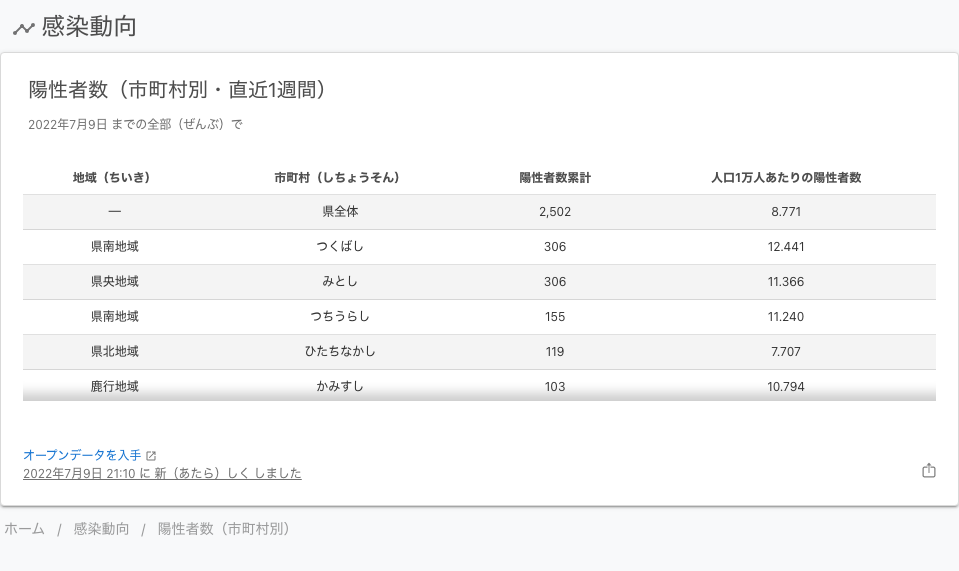 感染動向
陽性者数（市町村別・直近1週間）
2022年7月9日 までの全部（ぜんぶ）で
地域（ちいき） 市町村（しちょうそん） 陽性者数累計 人口1万人あたりの陽性者数
— 県全体 2,502 8.771
県南地域 つくばし 306 12.441
県央地域 みとし 306 11.366
県南地域 つちうらし 155 11.240
県北地域 ひたちなかし 119 7.707
鹿行地域 かみすし 103 10.794
オープンデータを入手
2022年7月9日 21:10 に 新（あたら）しく しました
ホーム / 感染動向 / 陽性者数（市町村別）